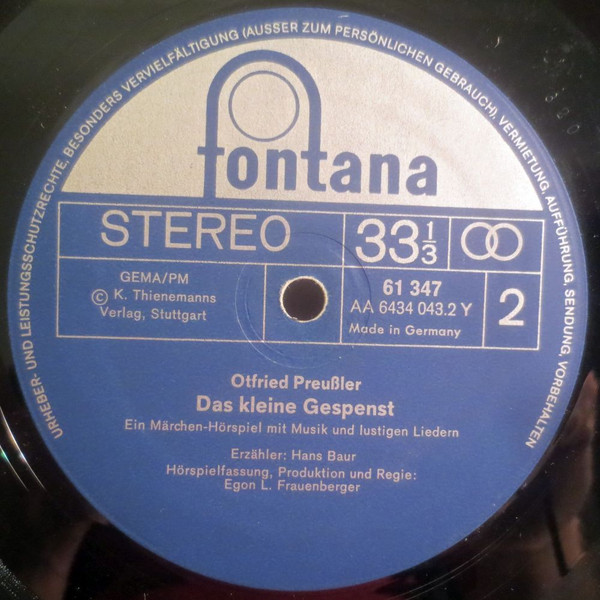 URHEBER- UND LEISTUNGSSCHUTZRECHTE, BESONDERS VERVIELFÄLTIGUNG (AUSSER ZUM PERSÖNLICHEN GEBRAUCH), VERMIETUNG, AUFFÜHRUNG, SENDUNG, VORBEHALTEN
fontana
STEREO
33 1/3
GEMA/PM
© K. Thienemanns
Verlag, Stuttgart
61 347
AA 6434 043.2 Y
Made in Germany
2
Otfried Preußler
Das kleine Gespenst
Ein Märchen-Hörspiel mit Musik und lustigen Liedern
Erzähler: Hans Baur
Hörspielfassung, Produktion und Regie:
Egon L. Frauenberger